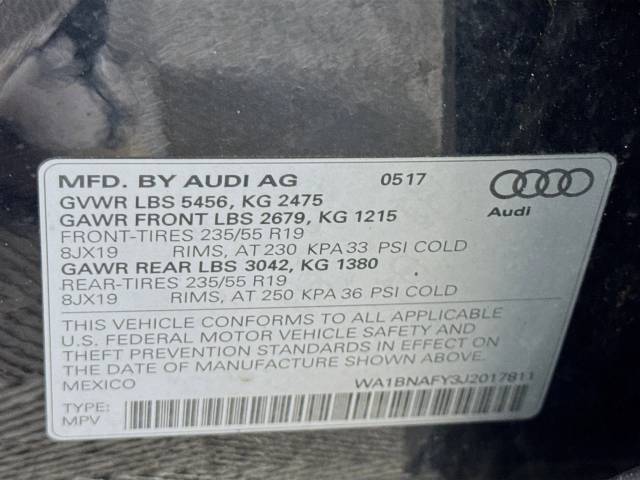 MFD. BY AUDI AG 0517
GVWR LBS 5456, KG 2475
GAWR FRONT LBS 2679, KG 1215
Audi
FRONT-TIRES 235/55 R19
8JX19 RIMS, AT 230 KPA 33 PSI COLD
GAWR REAR LBS 3042, KG 1380
REAR-TIRES 235/55 R19
8JX19 RIMS, AT 250 KPA 36 PSI COLD
THIS VEHICLE CONFORMS TO ALL APPLICABLE
U.S. FEDERAL MOTOR VEHICLE SAFETY AND
THEFT PREVENTION STANDARDS IN EFFECT ON
THE DATE OF MANUFACTURE SHOWN ABOVE.
MEXICO WA1BNAFY3J2017811
TYPE:
MPV